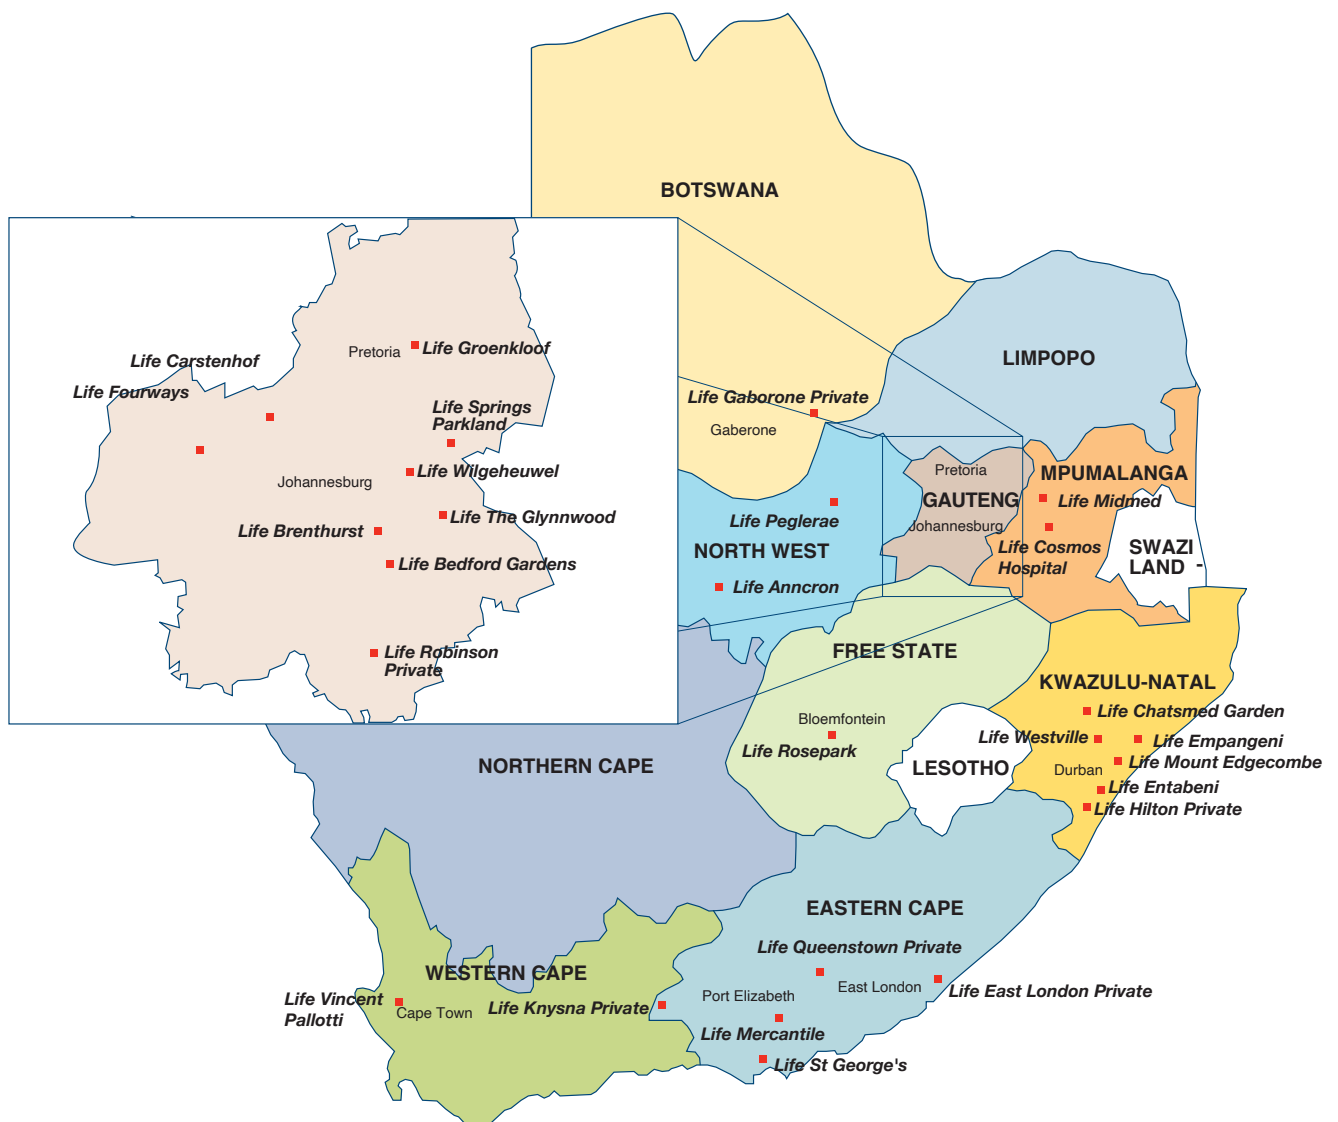 BOTSWANA
Life Carstenhof
Life Fourways
Pretoria
Life Groenkloof
Life Springs
Parkland
Life Wilgeheuwel
Johannesburg
Life The Glynnwood
Life Brenthurst
Life Bedford Gardens
Life Robinson
Private
LIMPOPO
Life Gaborone Private
Gaberone
Pretoria
GAUTENG
Johannesburg
MPUMALANGA
Life Midmed
Life Cosmos
Hospital
SWAZI
LAND -
Life Peglerae
NORTH WEST
Life Anncron
FREE STATE
Bloemfontein
Life Rosepark
LESOTHO
KWAZULU-NATAL
Life Chatsmed Garden
Life Westville
Life Empangeni
Life Mount Edgecombe
Durban
Life Entabeni
Life Hilton Private
NORTHERN CAPE
EASTERN CAPE
Life Queenstown Private
East London
Life East London Private
Port Elizabeth
Life Mercantile
Life St George's
WESTERN CAPE
Life Vincent
Pallotti
Cape Town
Life Knysna Private